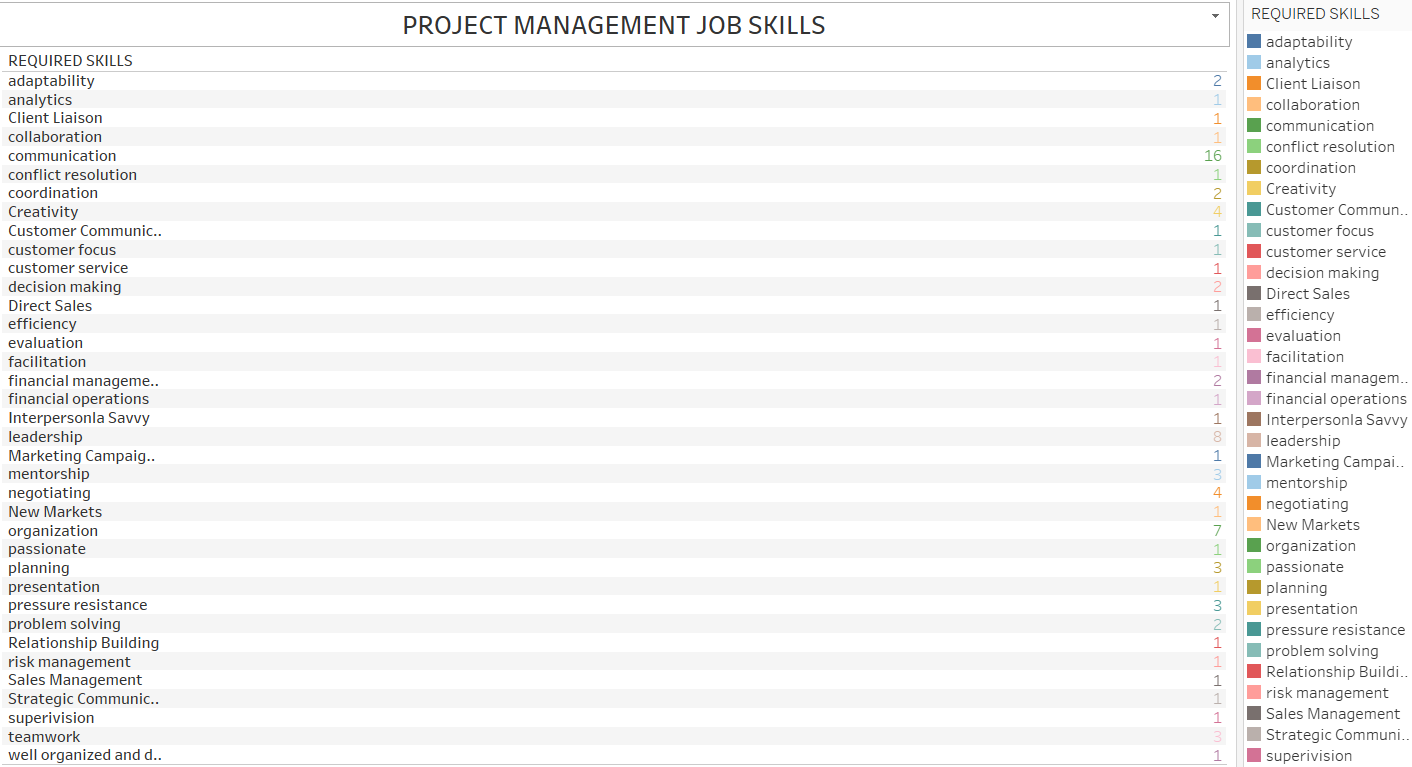 PROJECT MANAGEMENT JOB SKILLS
REQUIRED SKILLS
adaptability 2
analytics 1
Client Liaison 1
collaboration 1
communication 16
conflict resolution 1
coordination 2
Creativity 4
Customer Communic.. 1
customer focus 1
customer service 1
decision making 2
Direct Sales 1
efficiency 1
evaluation 1
facilitation 1
financial manageme.. 2
financial operations 1
Interpersonla Savvy 1
leadership 8
Marketing Campaig.. 1
mentorship 3
negotiating 4
New Markets 1
organization 7
passionate 1
planning 3
presentation 1
pressure resistance 3
problem solving 2
Relationship Building 1
risk management 1
Sales Management 1
Strategic Communic.. 1
superivision 1
teamwork 3
well organized and d.. 1
REQUIRED SKILLS
adaptability
analytics
Client Liaison
collaboration
communication
conflict resolution
coordination
Creativity
Customer Commun..
customer focus
customer service
decision making
Direct Sales
efficiency
evaluation
facilitation
financial managem..
financial operations
Interpersonla Savvy
leadership
Marketing Campai..
mentorship
negotiating
New Markets
organization
passionate
planning
presentation
pressure resistance
problem solving
Relationship Buildi..
risk management
Sales Management
Strategic Communi..
superivision